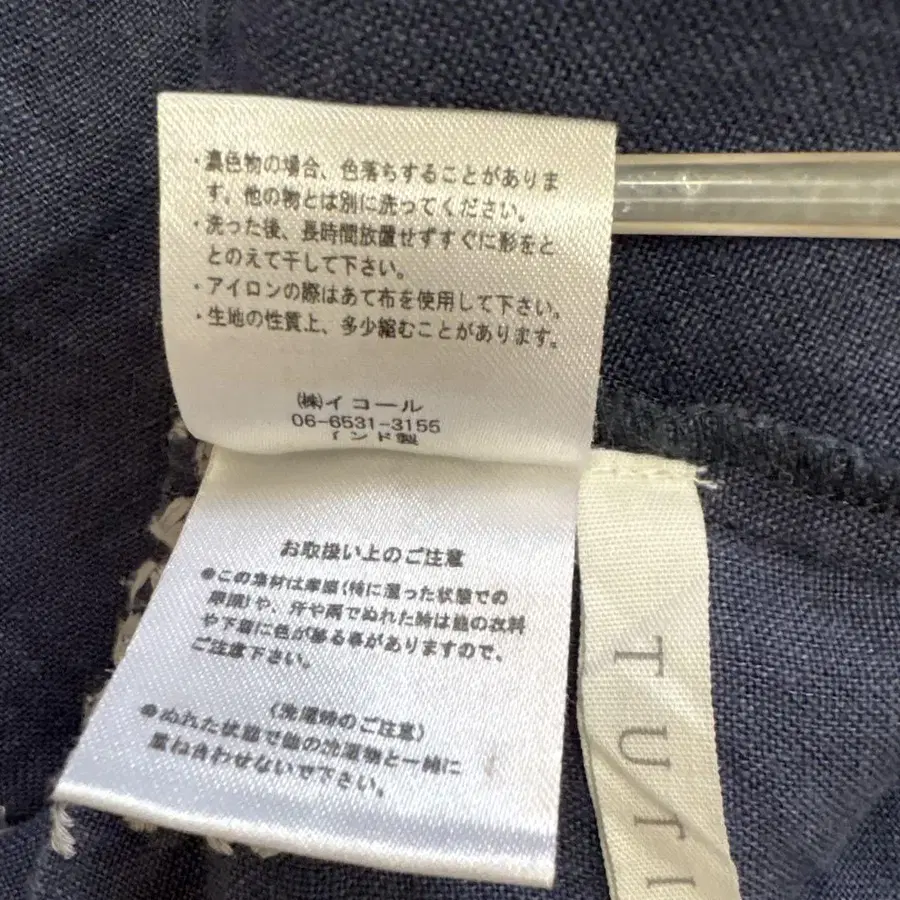 ・濃色物の場合、色落ちすることがありま
す。他の物とは別に洗ってください。
・洗った後、長時間放置せずすぐに形をと
とのえて干して下さい。
・アイロンの際はあて布を使用して下さい。
・生地の性質上、多少縮むことがあります。
㈱イコール
06-6531-3155
インド製
お取扱い上のご注意
●この素材は摩擦(特に湿った状態での
摩擦)や、汗や雨でぬれた時は他の衣料
や下着に色が移る事がありますので、
ご注意下さい。
(洗濯時のご注意)
●ぬれた状態で他の洗濯物と一緒に
重ね合わせないで下さい。
TU/